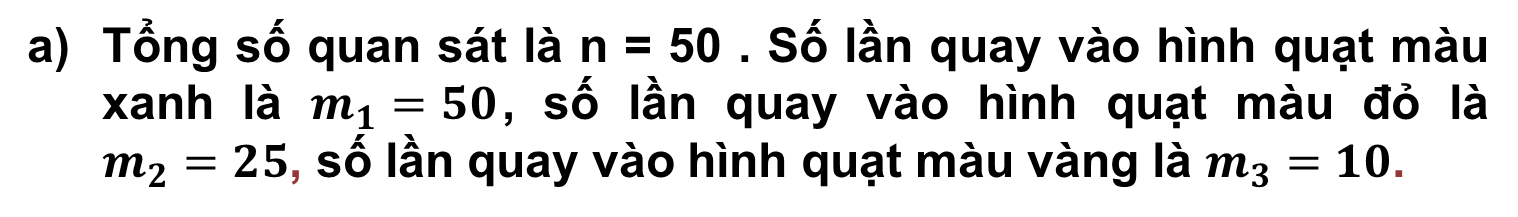 a) Tổng số quan sát là n = 50 . Số lần quay vào hình quạt màu
xanh là m₁ = 50, số lần quay vào hình quạt màu đỏ là
m₂ = 25, số lần quay vào hình quạt màu vàng là m₃ = 10.